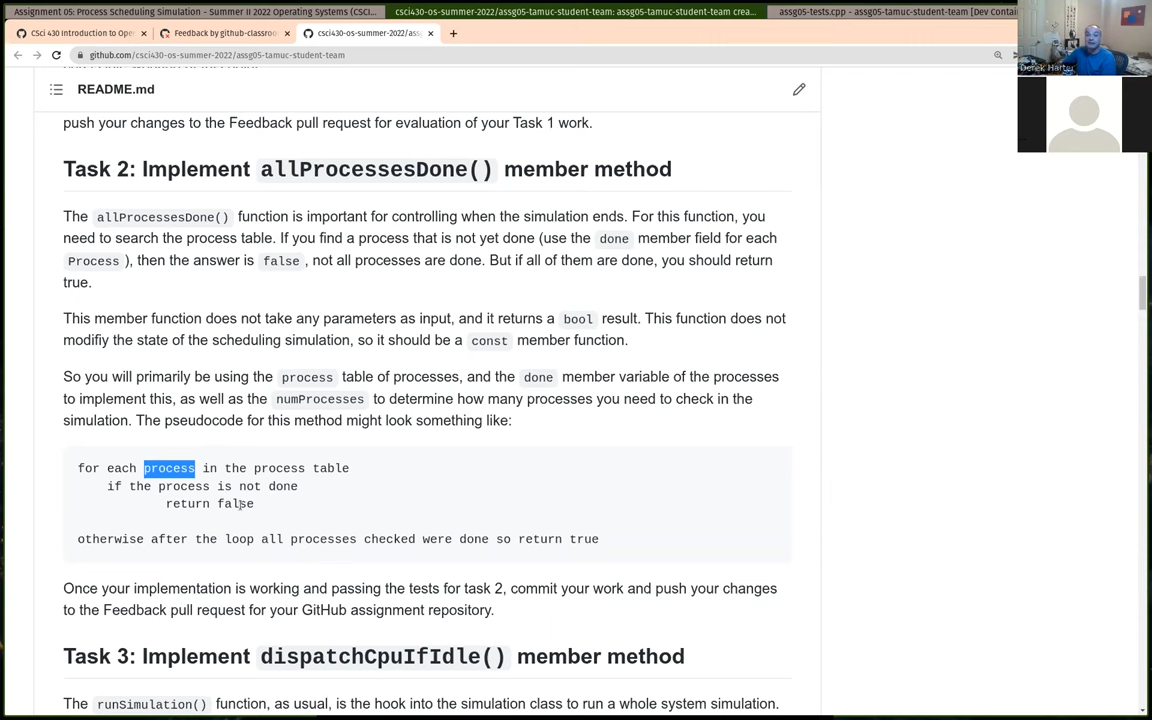 Assignment 05: Process Scheduling Simulation - Summer II 2022 Operating Systems (CSCI...
csci430-os-summer-2022/assg05-tamuc-student-team: assg05-tamuc-student-team crea...
assg05-tests.cpp - assg05-tamuc-student-team [Dev Contain
CSci 430 Introduction to Ope
Feedback by github-classroo
csci430-os-summer-2022/as
github.com/csci430-os-summer-2022/assg05-tamuc-student-team
Derek Harter
README.md
push your changes to the Feedback pull request for evaluation of your Task 1 work.
Task 2: Implement allProcessesDone() member method
The allProcessesDone() function is important for controlling when the simulation ends. For this function, you
need to search the process table. If you find a process that is not yet done (use the done member field for each
Process ), then the answer is false , not all processes are done. But if all of them are done, you should return
true.
This member function does not take any parameters as input, and it returns a bool result. This function does not
modifiy the state of the scheduling simulation, so it should be a const member function.
So you will primarily be using the process table of processes, and the done member variable of the processes
to implement this, as well as the numProcesses to determine how many processes you need to check in the
simulation. The pseudocode for this method might look something like:
for each process in the process table
if the process is not done
return false
otherwise after the loop all processes checked were done so return true
Once your implementation is working and passing the tests for task 2, commit your work and push your changes
to the Feedback pull request for your GitHub assignment repository.
Task 3: Implement dispatchCpuIfIdle() member method
The runSimulation() function, as usual, is the hook into the simulation class to run a whole system simulation.